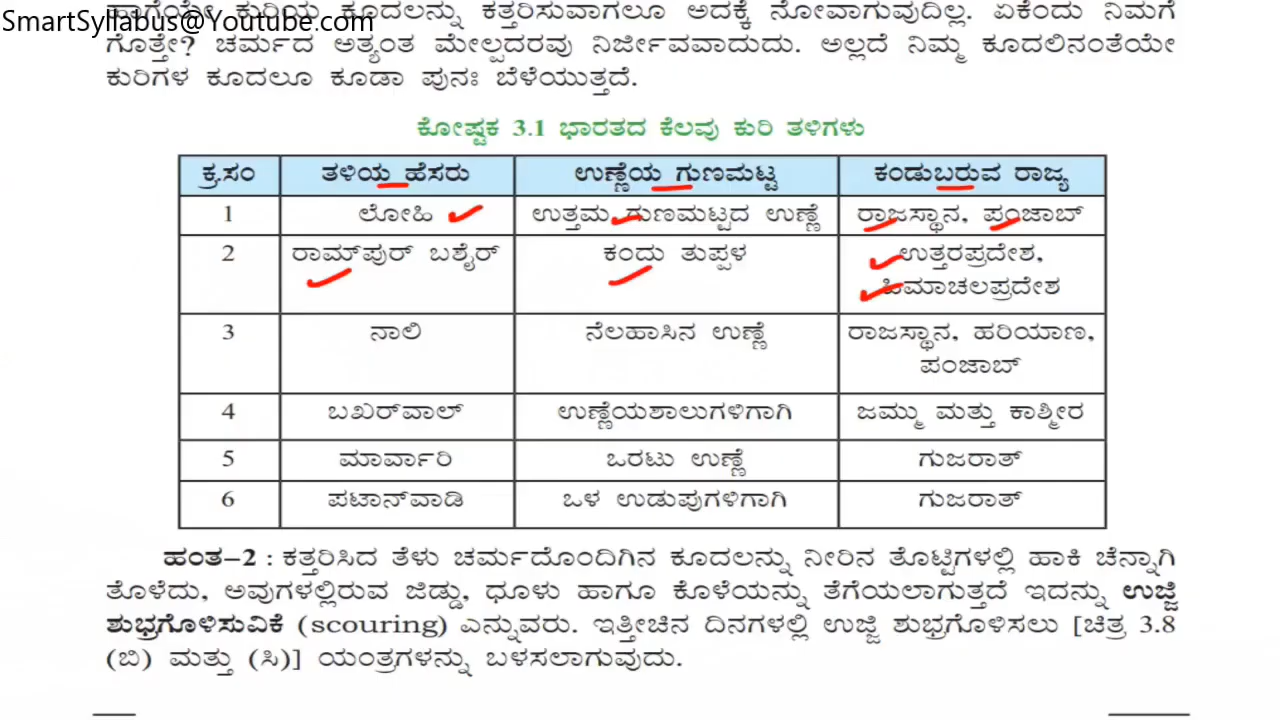 ಹಾಗೆಯೇ ಕುರಿಯ ಕೂದಲನ್ನು ಕತ್ತರಿಸುವಾಗಲೂ ಅದಕ್ಕೆ ನೋವಾಗುವುದಿಲ್ಲ. ಏಕೆಂದು ನಿಮಗೆ
SmartSyllabus@Youtube.com
ಗೊತ್ತೇ? ಚರ್ಮದ ಅತ್ಯಂತ ಮೇಲ್ಪದರವು ನಿರ್ಜೀವವಾದುದು. ಅಲ್ಲದೆ ನಿಮ್ಮ ಕೂದಲಿನಂತೆಯೇ
ಕುರಿಗಳ ಕೂದಲೂ ಕೂಡಾ ಪುನಃ ಬೆಳೆಯುತ್ತದೆ.
ಕೋಷ್ಟಕ 3.1 ಭಾರತದ ಕೆಲವು ಕುರಿ ತಳಿಗಳು
ಕ್ರ.ಸಂ ತಳಿಯ ಹೆಸರು ಉಣ್ಣೆಯ ಗುಣಮಟ್ಟ ಕಂಡುಬರುವ ರಾಜ್ಯ
1 ಲೋಹಿ ಉತ್ತಮ ಗುಣಮಟ್ಟದ ಉಣ್ಣೆ ರಾಜಸ್ಥಾನ, ಪಂಜಾಬ್
2 ರಾಮ್‌ಪುರ್ ಬಶೈರ್ ಕಂದು ತುಪ್ಪಳ ಉತ್ತರಪ್ರದೇಶ,
ಹಿಮಾಚಲಪ್ರದೇಶ
3 ನಾಲಿ ನೆಲಹಾಸಿನ ಉಣ್ಣೆ ರಾಜಸ್ಥಾನ, ಹರಿಯಾಣ,
ಪಂಜಾಬ್
4 ಬಖರ್‌ವಾಲ್ ಉಣ್ಣೆಯಶಾಲುಗಳಿಗಾಗಿ ಜಮ್ಮು ಮತ್ತು ಕಾಶ್ಮೀರ
5 ಮಾರ್ವಾರಿ ಒರಟು ಉಣ್ಣೆ ಗುಜರಾತ್
6 ಪಟಾನ್‌ವಾಡಿ ಒಳ ಉಡುಪುಗಳಿಗಾಗಿ ಗುಜರಾತ್
ಹಂತ–2 : ಕತ್ತರಿಸಿದ ತೆಳು ಚರ್ಮದೊಂದಿಗಿನ ಕೂದಲನ್ನು ನೀರಿನ ತೊಟ್ಟಿಗಳಲ್ಲಿ ಹಾಕಿ ಚೆನ್ನಾಗಿ
ತೊಳೆದು, ಅವುಗಳಲ್ಲಿರುವ ಜಿಡ್ಡು, ಧೂಳು ಹಾಗೂ ಕೊಳೆಯನ್ನು ತೆಗೆಯಲಾಗುತ್ತದೆ ಇದನ್ನು ಉಜ್ಜಿ
ಶುಭ್ರಗೊಳಿಸುವಿಕೆ (scouring) ಎನ್ನುವರು. ಇತ್ತೀಚಿನ ದಿನಗಳಲ್ಲಿ ಉಜ್ಜಿ ಶುಭ್ರಗೊಳಿಸಲು [ಚಿತ್ರ 3.8
(ಬಿ) ಮತ್ತು (ಸಿ)] ಯಂತ್ರಗಳನ್ನು ಬಳಸಲಾಗುವುದು.